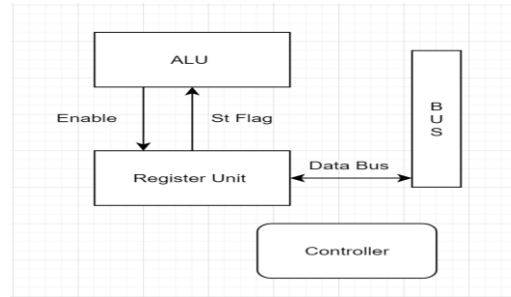 ALU
Enable
St Flag
B
U
S
Data Bus
Register Unit
Controller